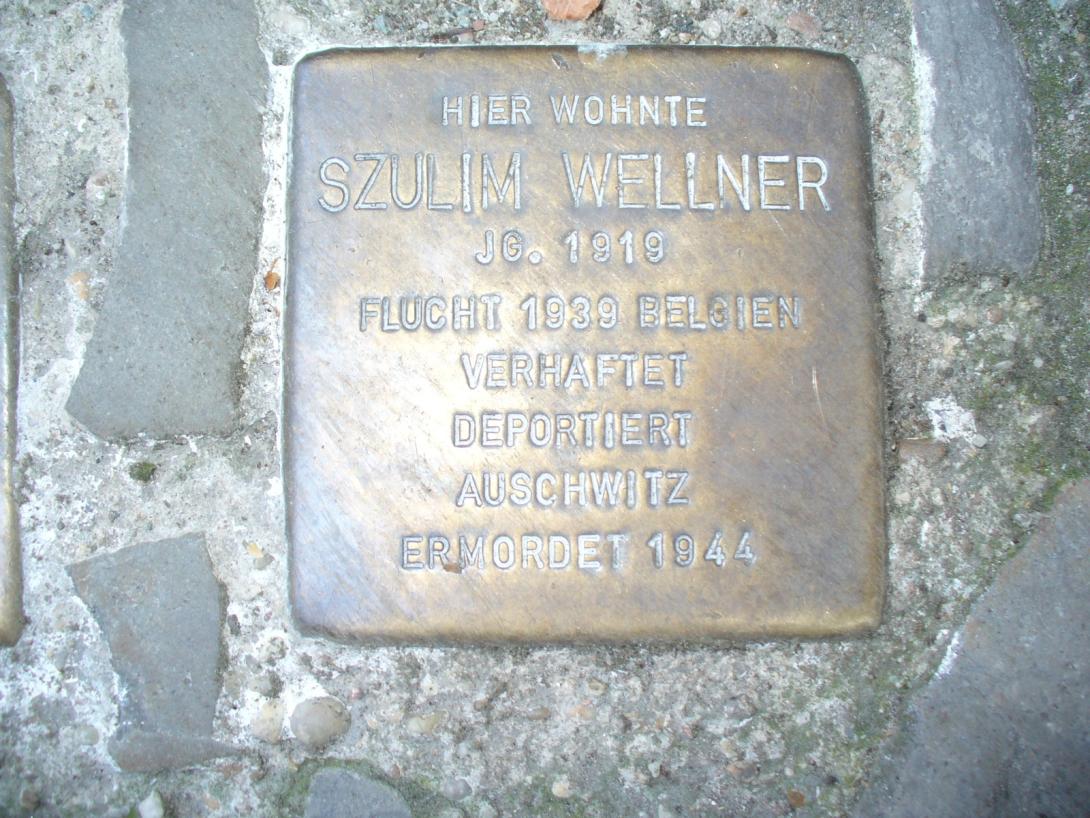 HIER WOHNTE
SZULIM WELLNER
JG. 1919
FLUCHT 1939 BELGIEN
VERHAFTET
DEPORTIERT
AUSCHWITZ
ERMORDET 1944